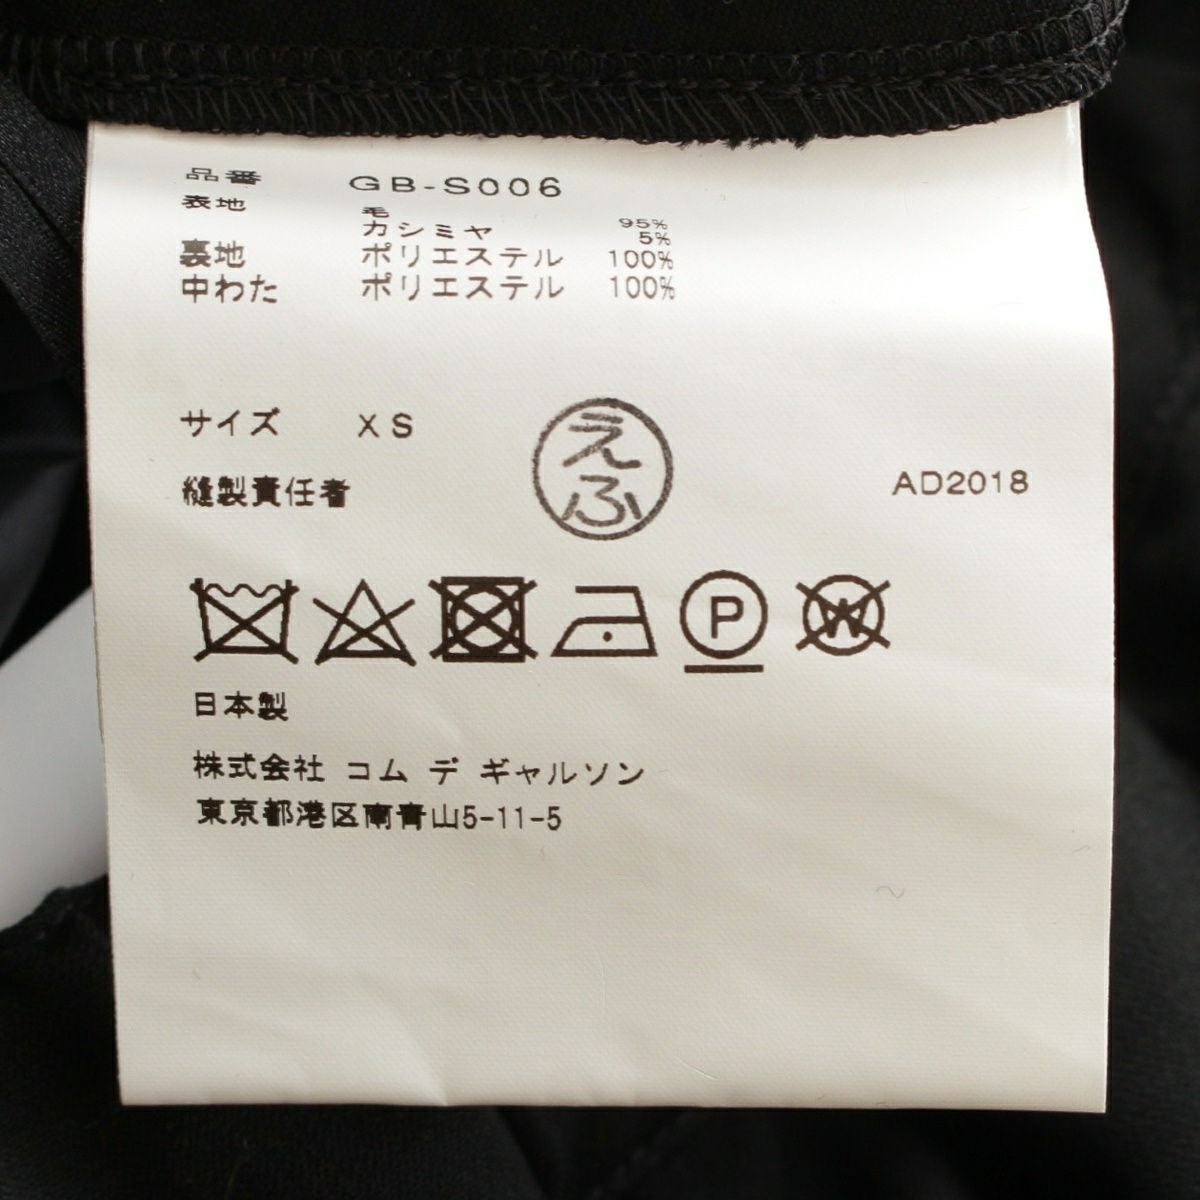 品番 GB-S006
表地 毛 95%
カシミヤ 5%
裏地 ポリエステル 100%
中わた ポリエステル 100%
サイズ XS
えふ
縫製責任者 AD2018
P W
日本製
株式会社 コム デ ギャルソン
東京都港区南青山5-11-5